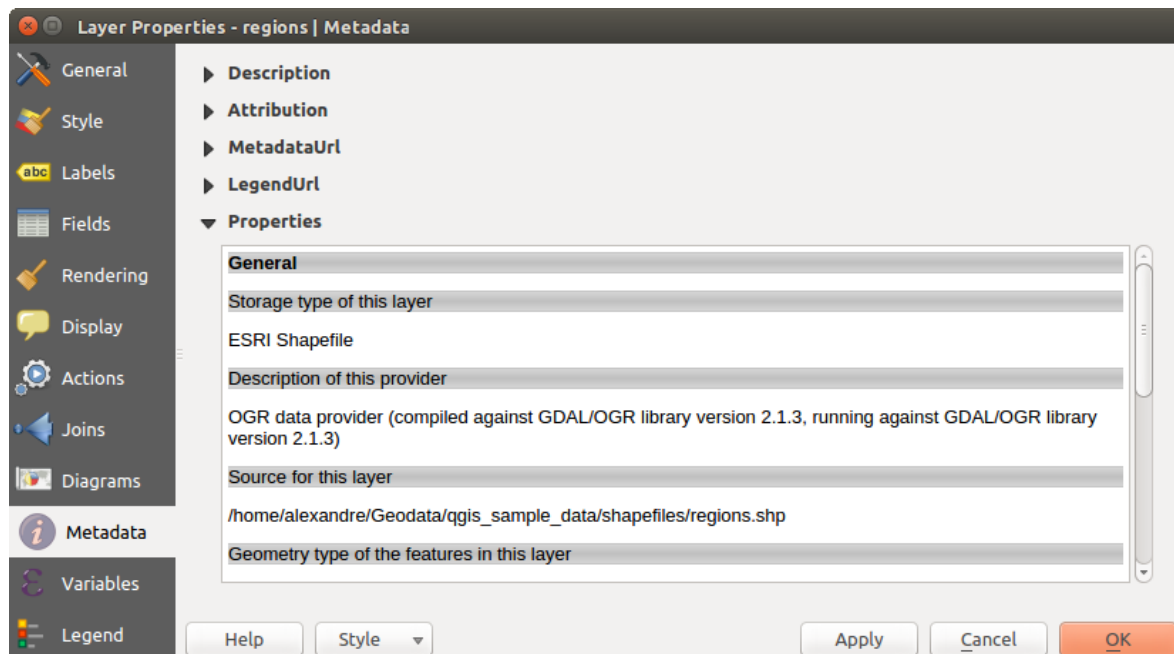 Layer Properties - regions | Metadata
General
Style
abc Labels
Fields
Rendering
Display
Actions
Joins
Diagrams
i Metadata
ε Variables
Legend
Description
Attribution
MetadataUrl
LegendUrl
Properties
General
Storage type of this layer
ESRI Shapefile
Description of this provider
OGR data provider (compiled against GDAL/OGR library version 2.1.3, running against GDAL/OGR library
version 2.1.3)
Source for this layer
/home/alexandre/Geodata/qgis_sample_data/shapefiles/regions.shp
Geometry type of the features in this layer
Help Style Apply Cancel OK